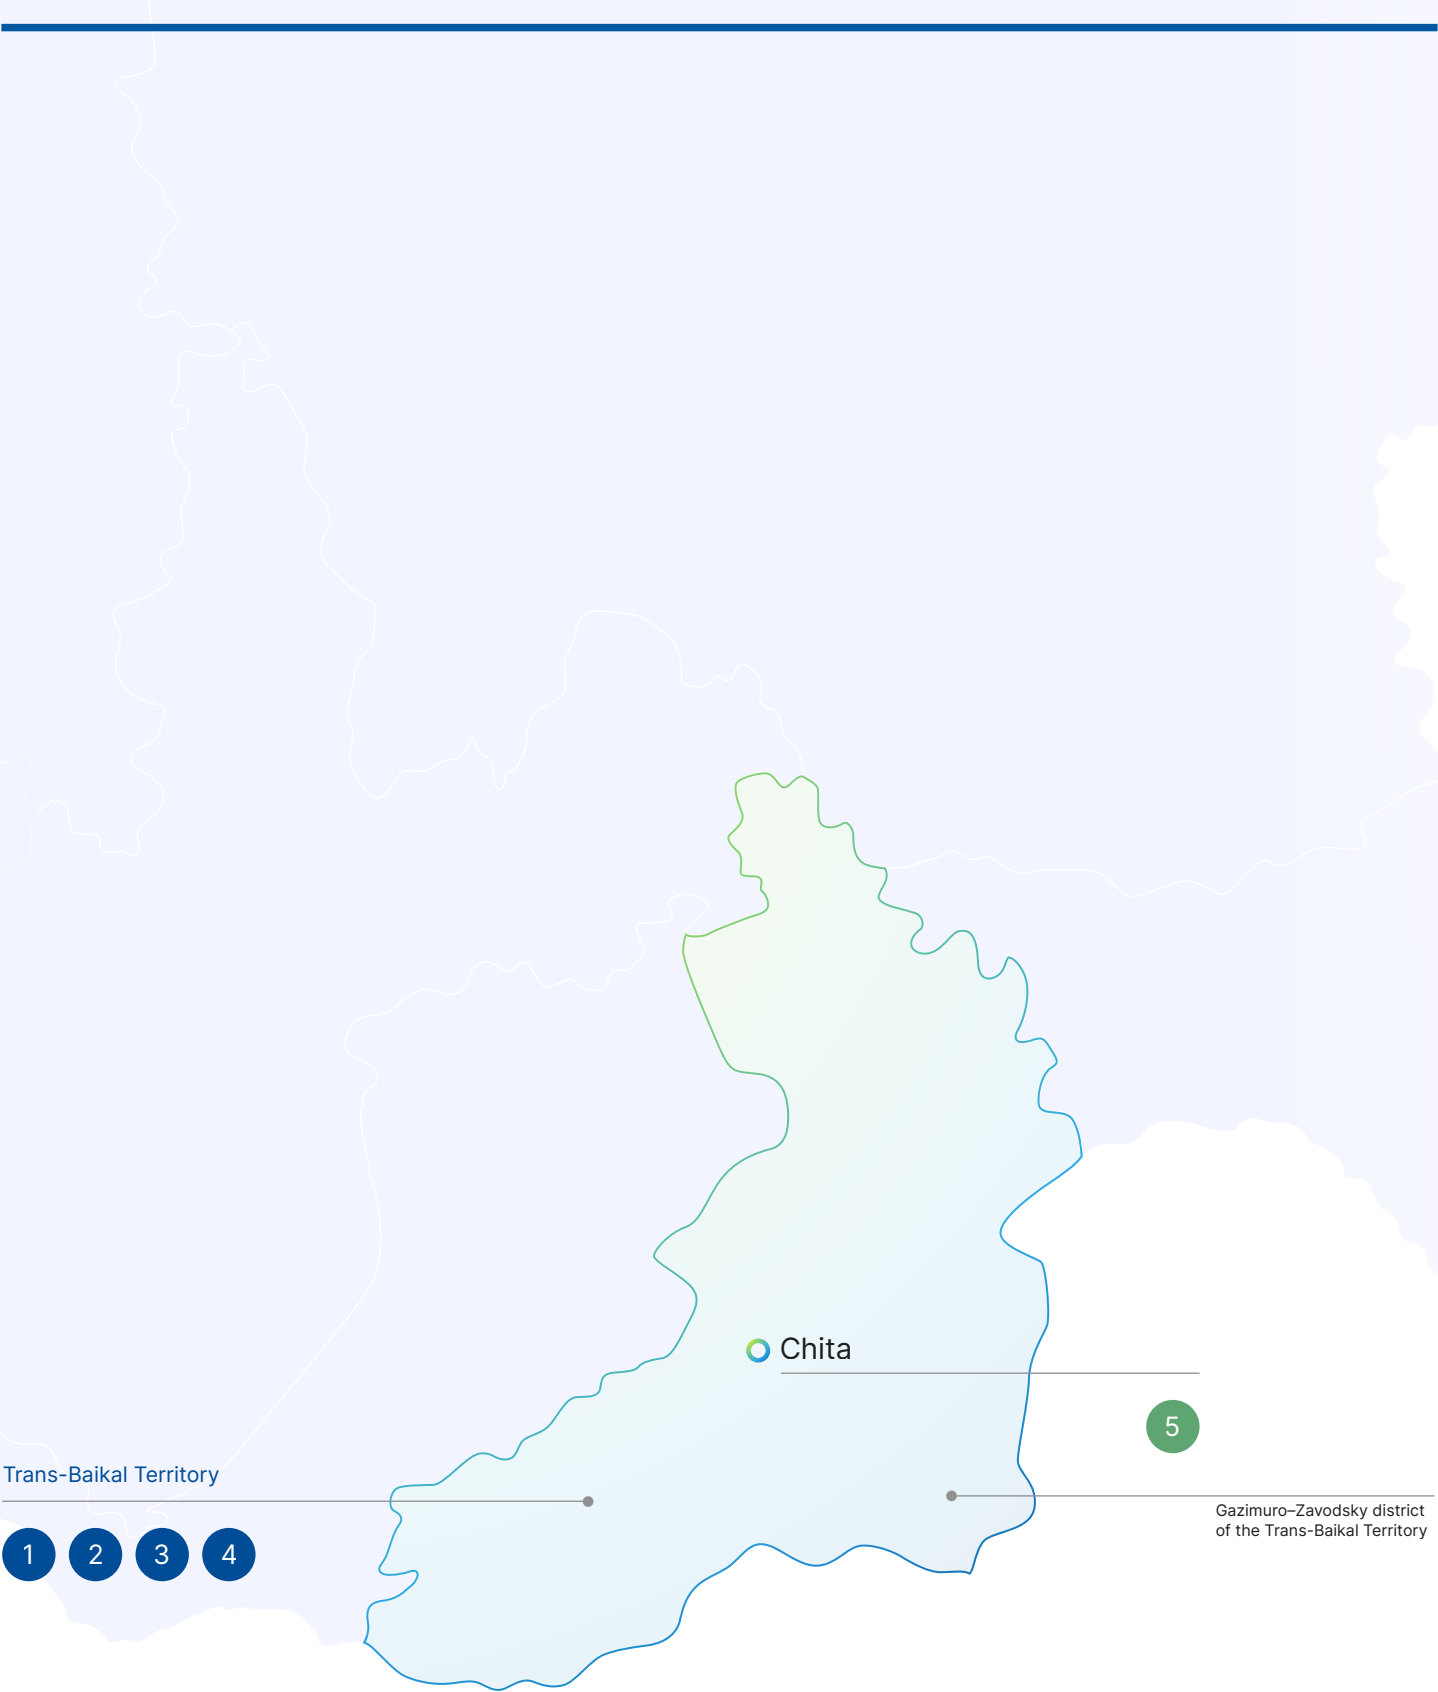 Chita
5
Trans-Baikal Territory
Gazimuro–Zavodsky district
of the Trans-Baikal Territory
1 2 3 4